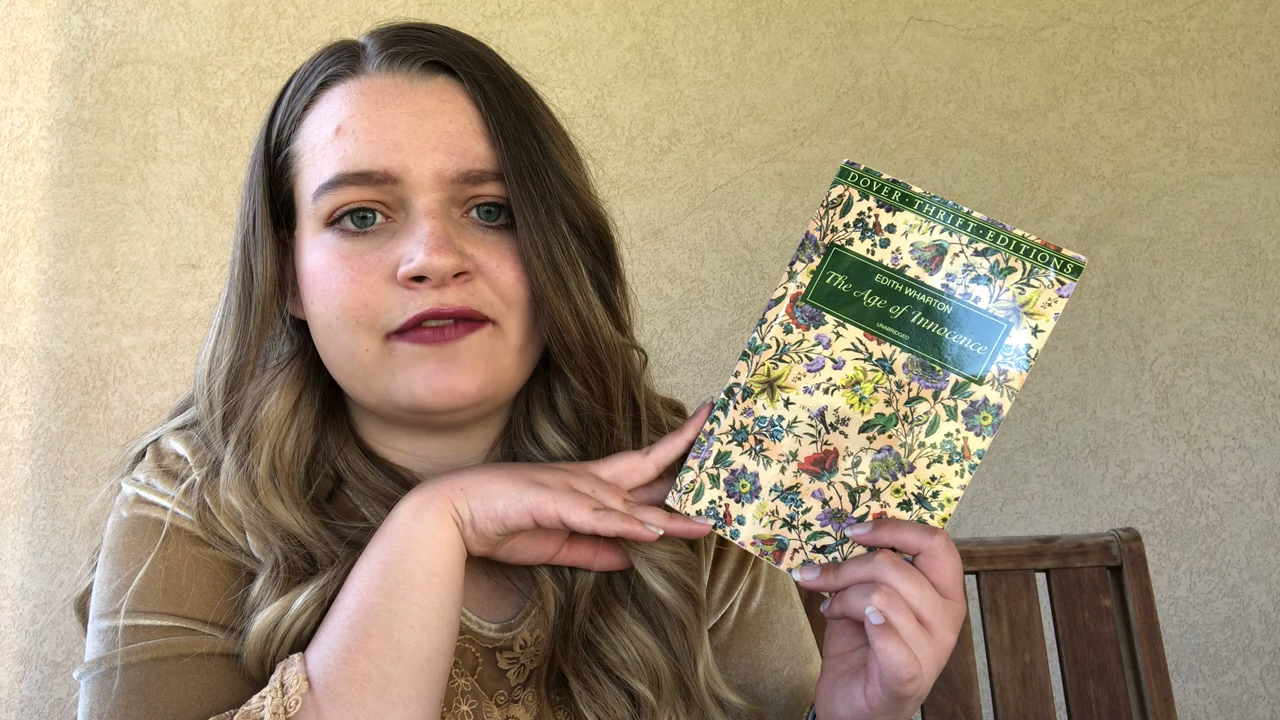 DOVER · THRIFT · EDITIONS
EDITH WHARTON
The Age of Innocence
UNABRIDGED